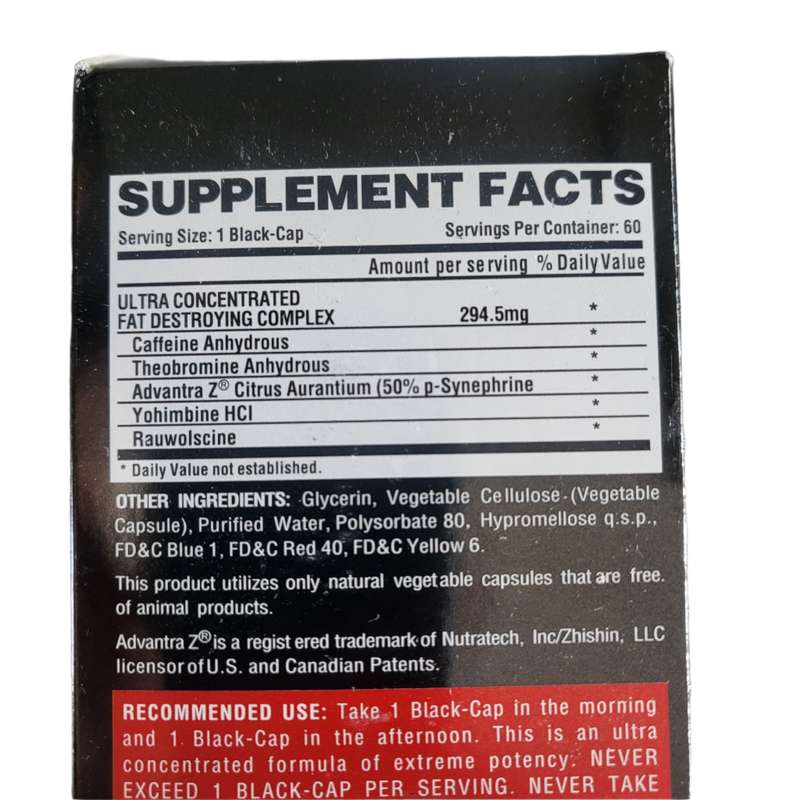 SUPPLEMENT FACTS
Serving Size: 1 Black-Cap Servings Per Container: 60
Amount per serving % Daily Value
ULTRA CONCENTRATED
FAT DESTROYING COMPLEX 294.5mg *
Caffeine Anhydrous *
Theobromine Anhydrous *
Advantra Z® Citrus Aurantium (50% p-Synephrine *
Yohimbine HCl *
Rauwolscine *
* Daily Value not established.
OTHER INGREDIENTS: Glycerin, Vegetable Cellulose (Vegetable
Capsule), Purified Water, Polysorbate 80, Hypromellose q.s.p.,
FD&C Blue 1, FD&C Red 40, FD&C Yellow 6.
This product utilizes only natural vegetable capsules that are free.
of animal products.
Advantra Z® is a regist ered trademark of Nutratech, Inc/Zhishin, LLC
licensor of U.S. and Canadian Patents.
RECOMMENDED USE: Take 1 Black-Cap in the morning
and 1 Black-Cap in the afternoon. This is an ultra
concentrated formula of extreme potency. NEVER
EXCEED 1 BLACK-CAP PER SERVING. NEVER TAKE